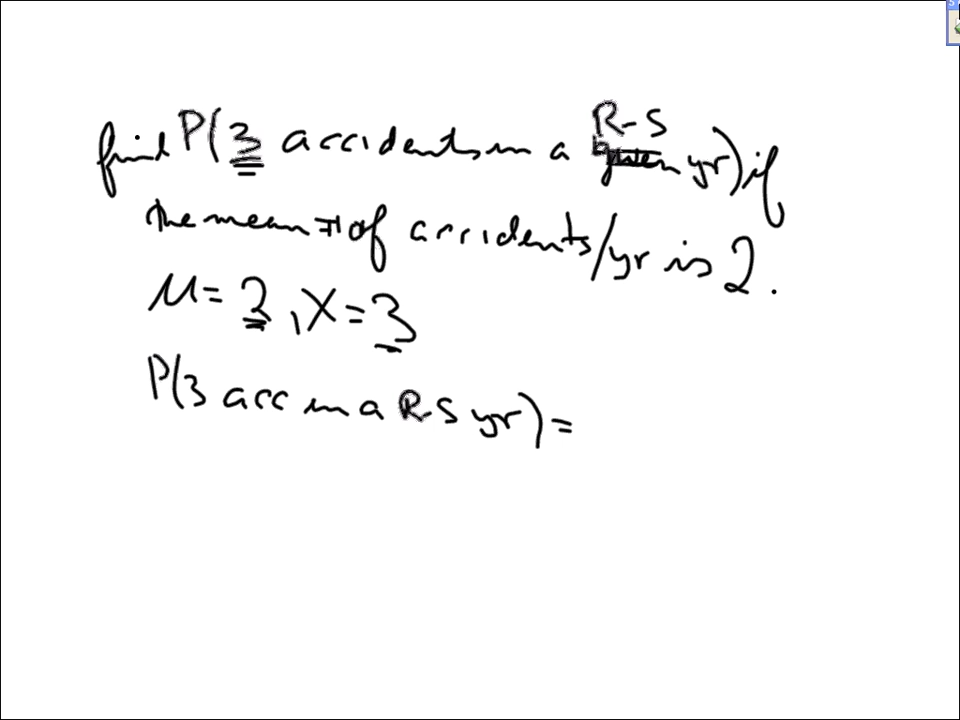 find P(3 accidents in a R-S yr) if
the mean # of accidents/yr is 2.
μ = 2, X = 3
P(3 acc in a R-S yr) =